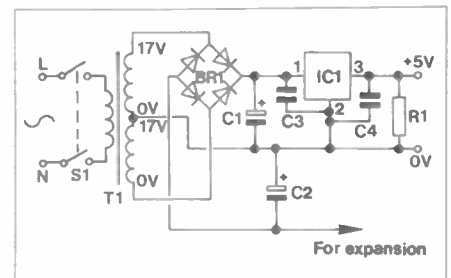 L
17V
BR1
1
IC1
3
+5V
0V
17V
2
C1
C3
C4
R1
0V
N
S1
T1
0V
C2
For expansion